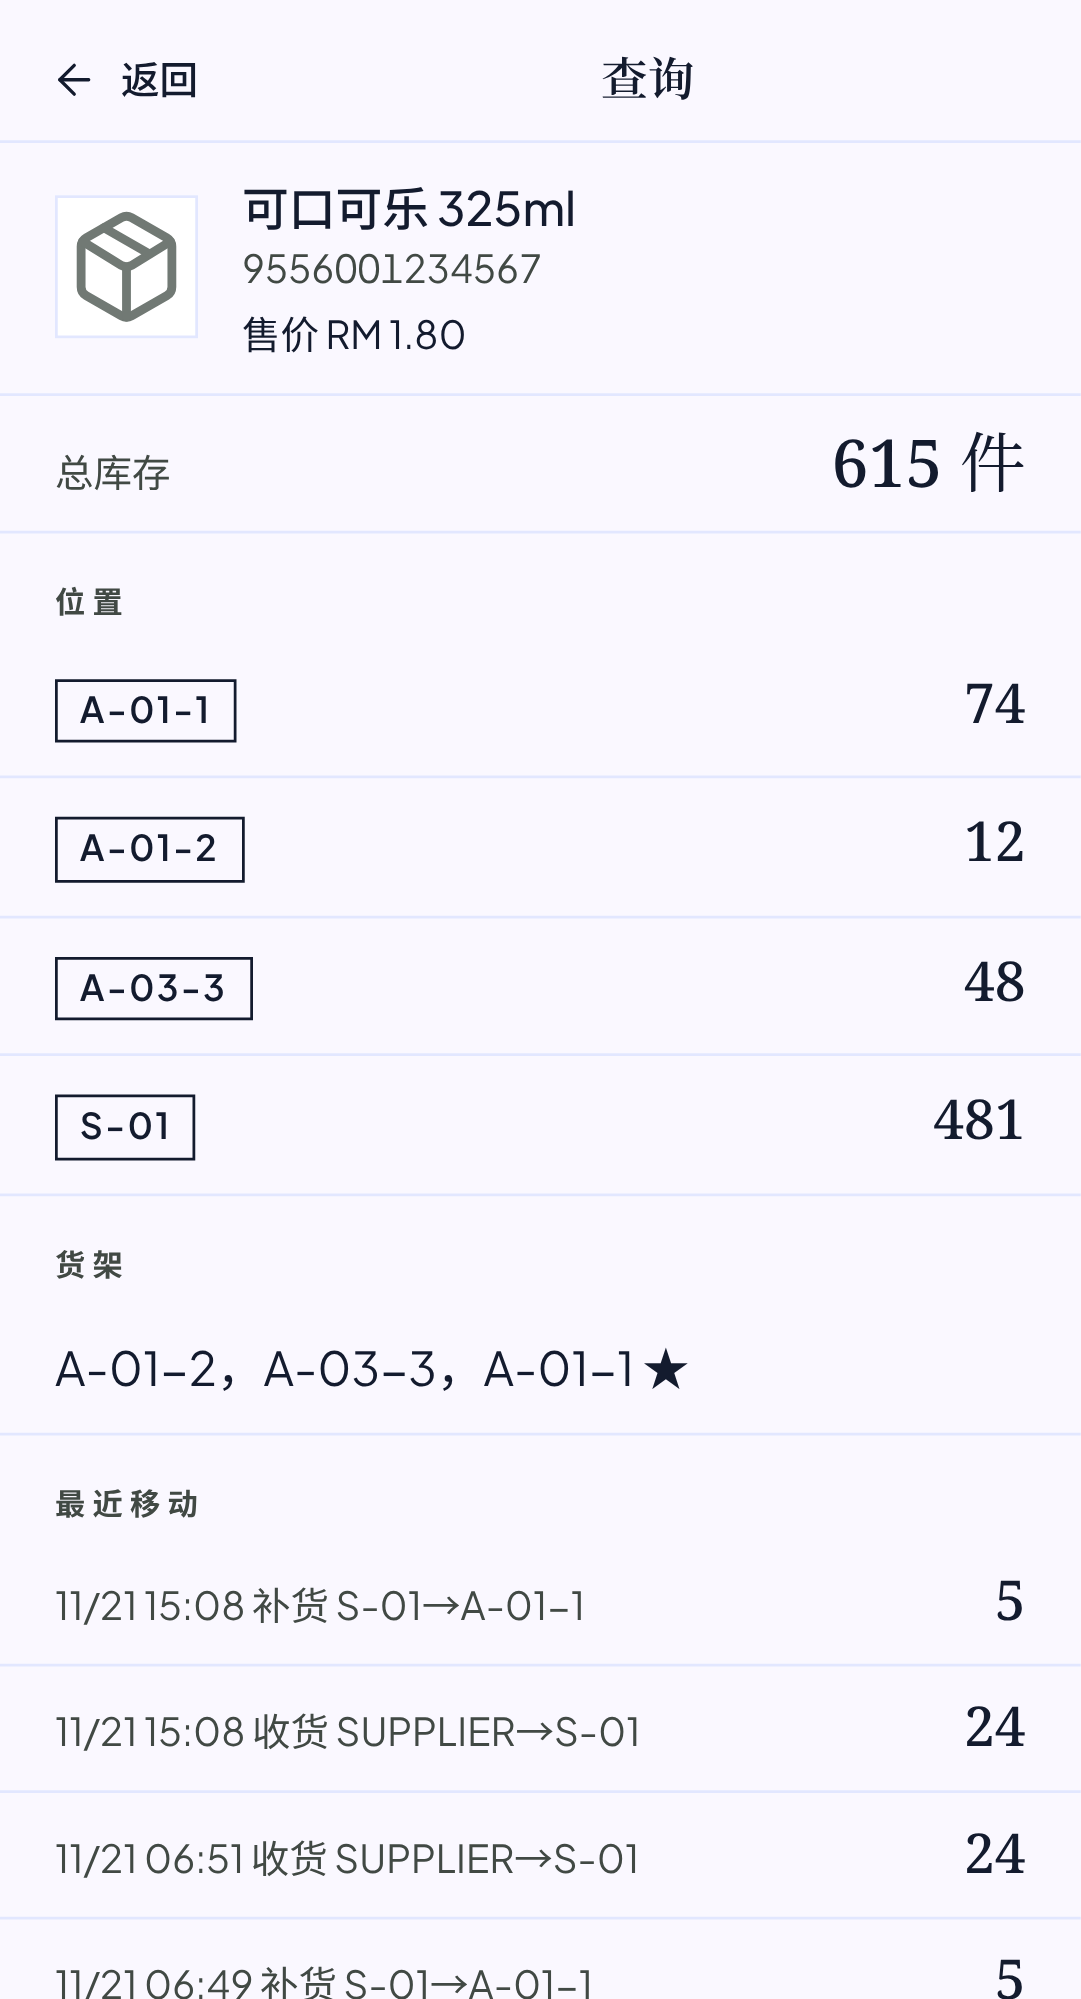 ← 返回 查询
可口可乐 325ml
9556001234567
售价 RM 1.80
总库存 615 件
位置
A-01-1 74
A-01-2 12
A-03-3 48
S-01 481
货架
A-01-2，A-03-3，A-01-1 ★
最近移动
11/21 15:08 补货 S-01→A-01-1 5
11/21 15:08 收货 SUPPLIER→S-01 24
11/21 06:51 收货 SUPPLIER→S-01 24
11/21 06:49 补货 S-01→A-01-1 5